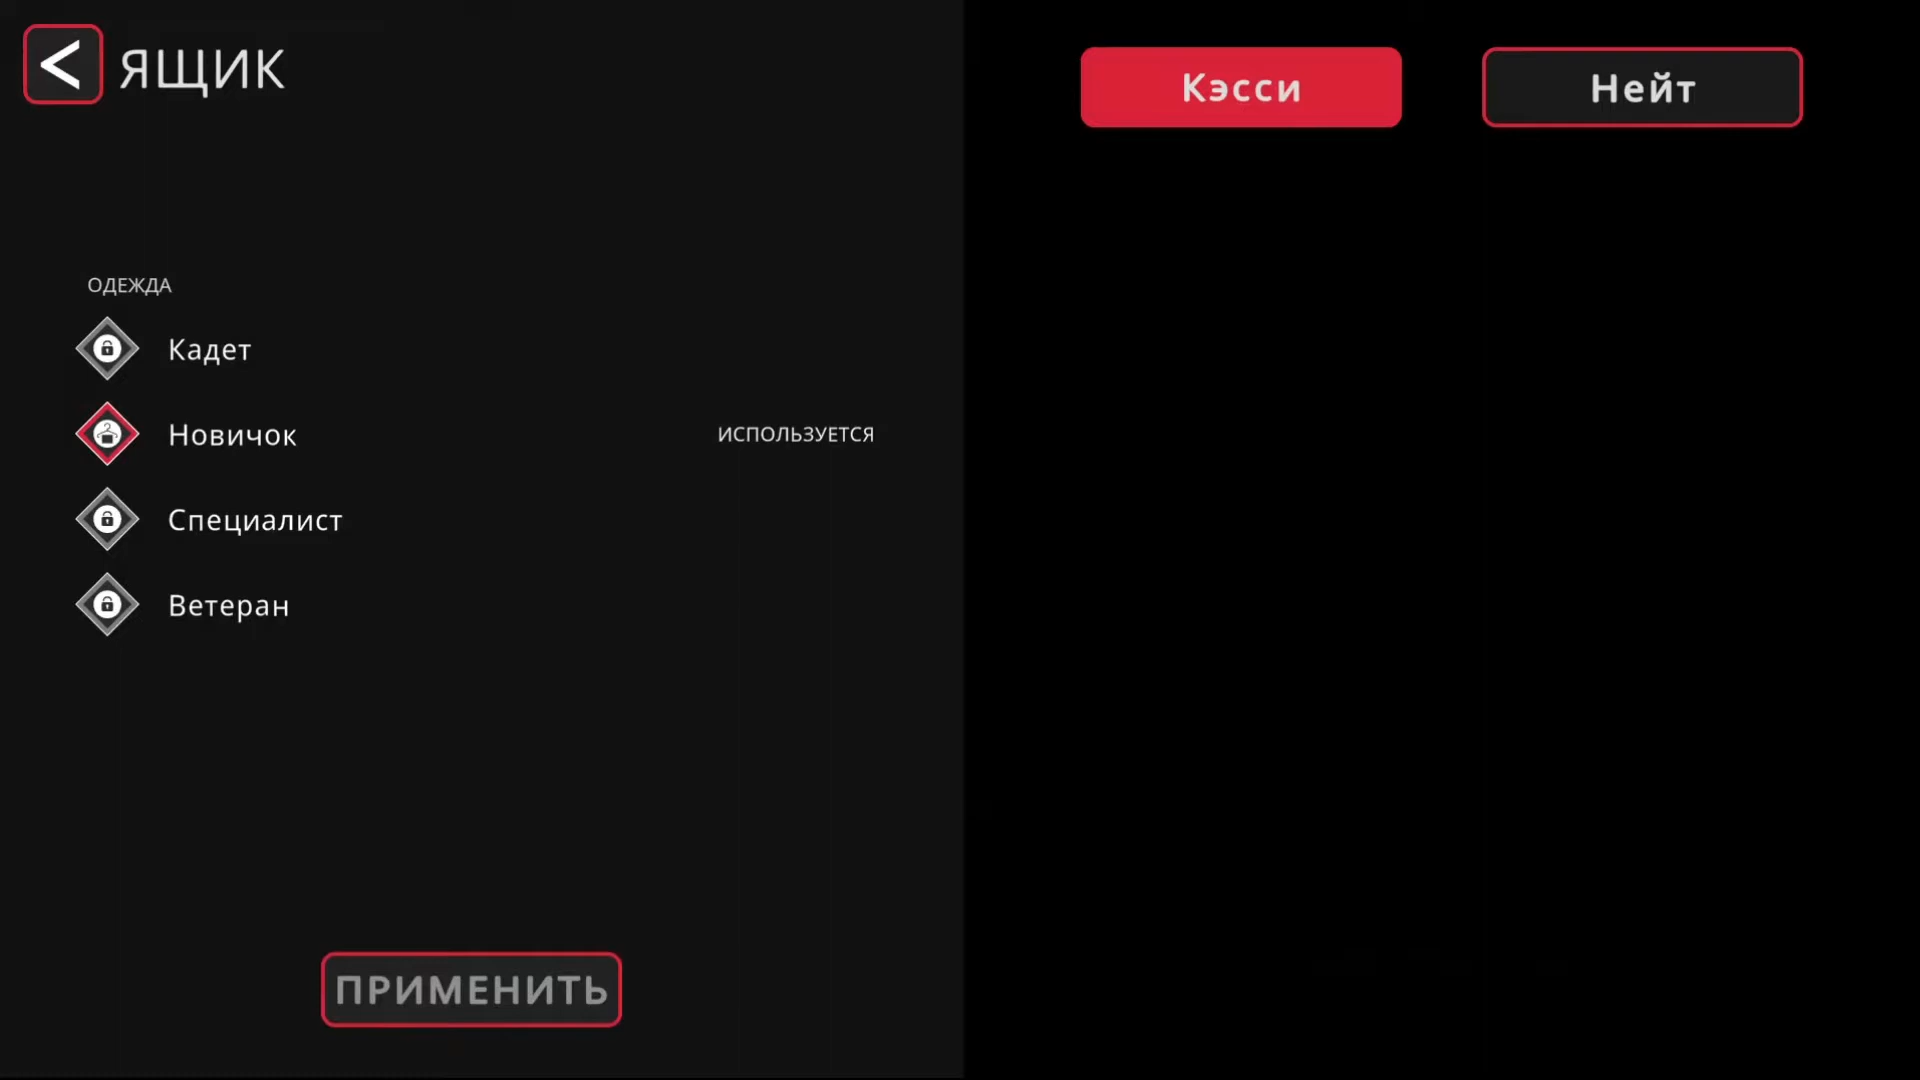 ЯЩИК
Кэсси
Нейт
ОДЕЖДА
Кадет
Новичок
ИСПОЛЬЗУЕТСЯ
Специалист
Ветеран
ПРИМЕНИТЬ